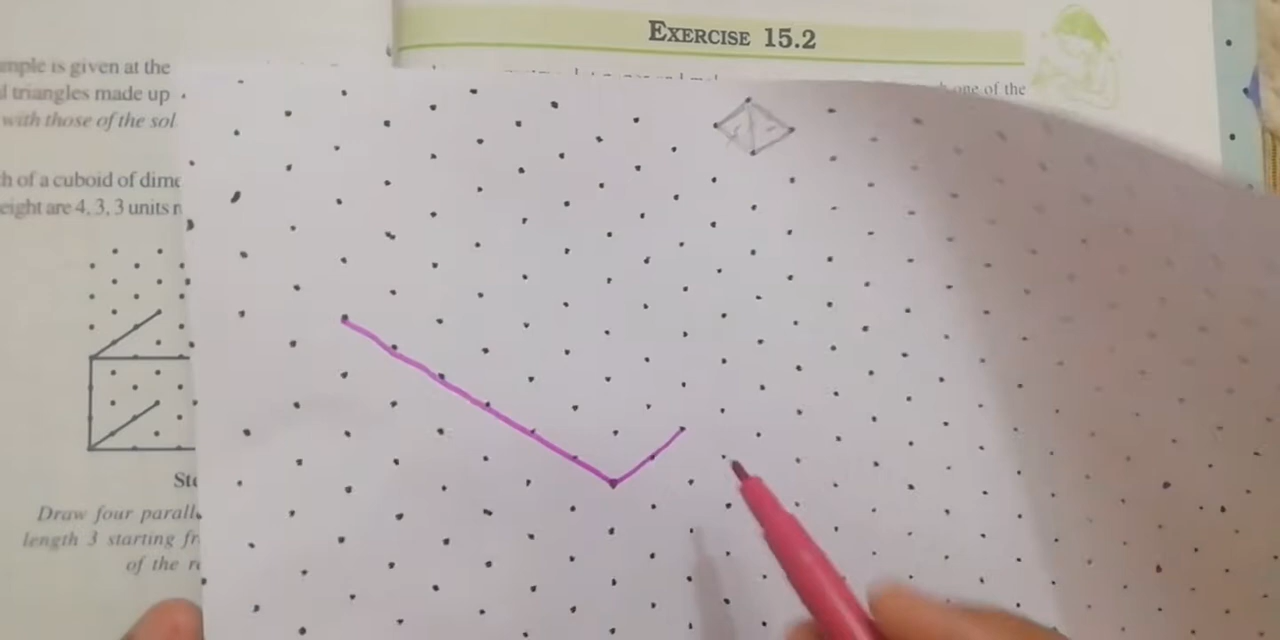 EXERCISE 15.2
one of the
mple is given at the
triangles made up
with those of the sol
h of a cuboid of dime
eight are 4, 3, 3 units
Draw four parall
length 3 starting fr
of the